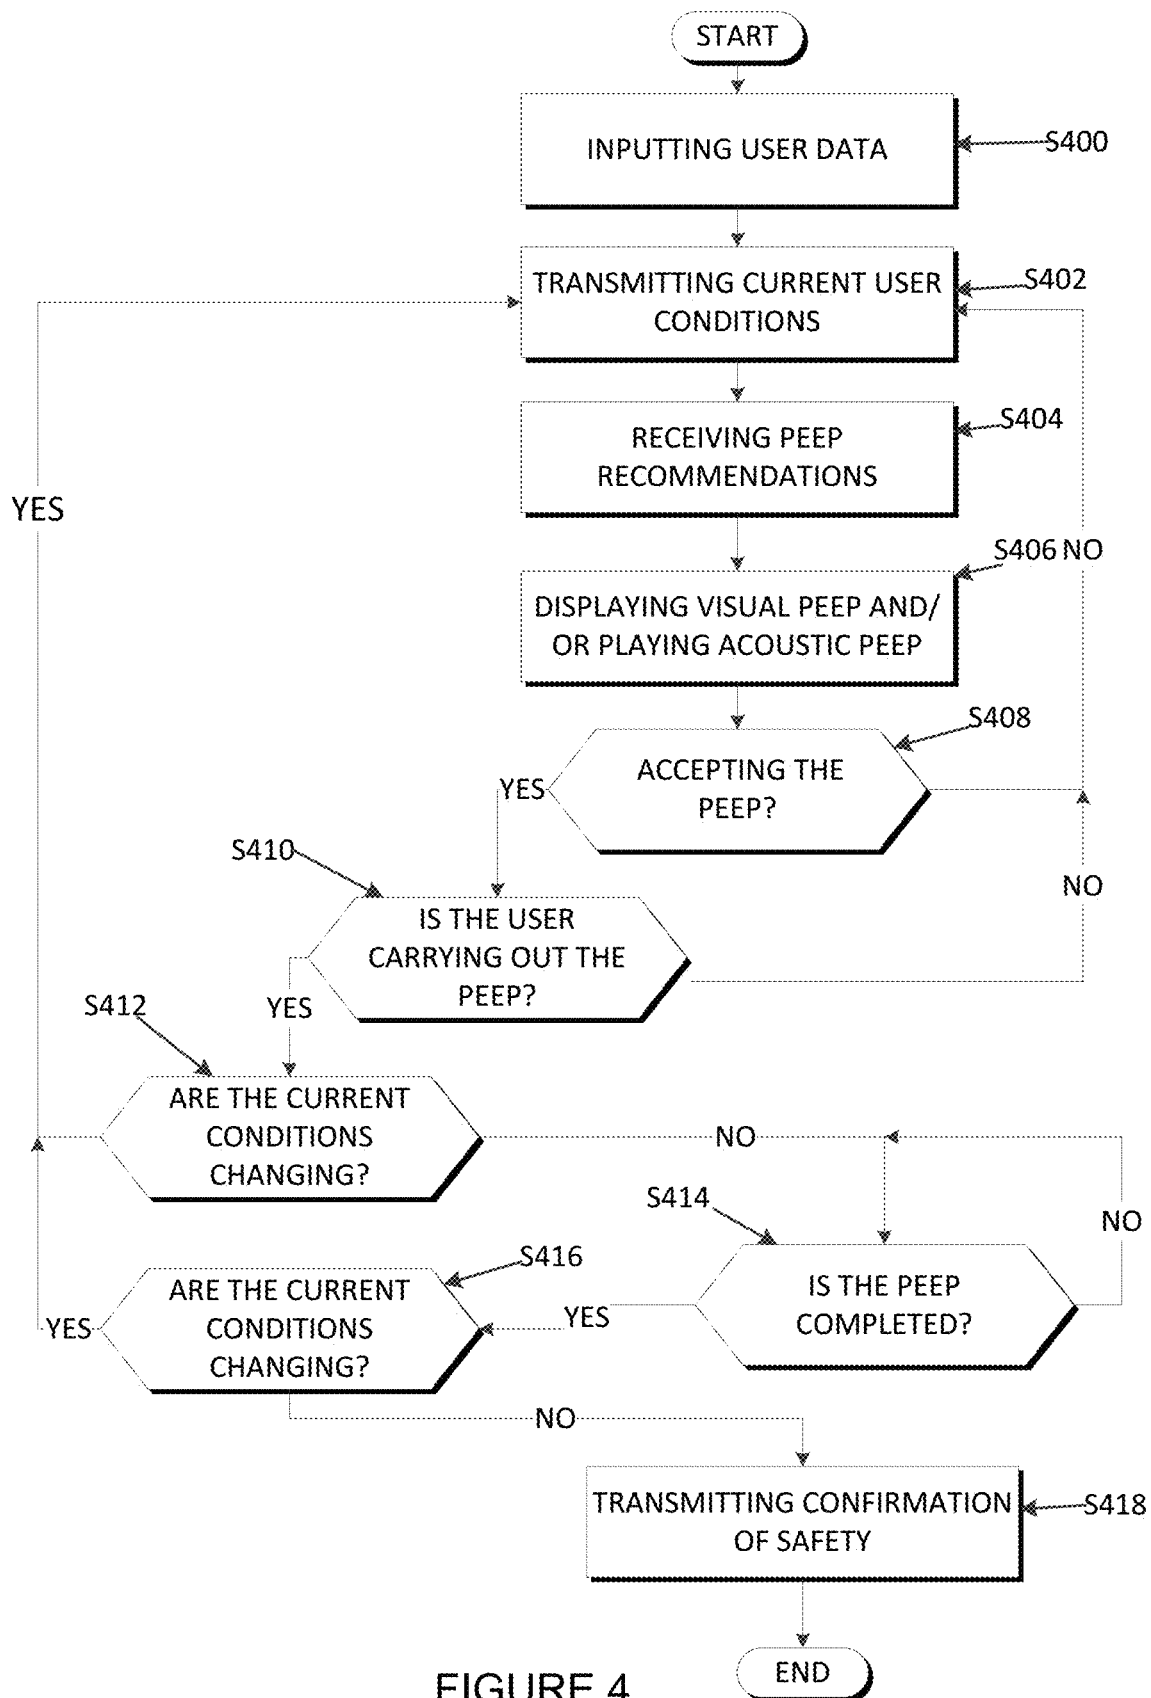 START
INPUTTING USER DATA
S400
TRANSMITTING CURRENT USER
CONDITIONS
S402
RECEIVING PEEP
RECOMMENDATIONS
S404
YES
S406 NO
DISPLAYING VISUAL PEEP AND/
OR PLAYING ACOUSTIC PEEP
S408
ACCEPTING THE
PEEP?
YES
S410
NO
IS THE USER
CARRYING OUT THE
PEEP?
YES
S412
ARE THE CURRENT
CONDITIONS
CHANGING?
NO
S414
NO
IS THE PEEP
COMPLETED?
YES
S416
ARE THE CURRENT
CONDITIONS
CHANGING?
YES
NO
TRANSMITTING CONFIRMATION
OF SAFETY
S418
END
FIGURE 4